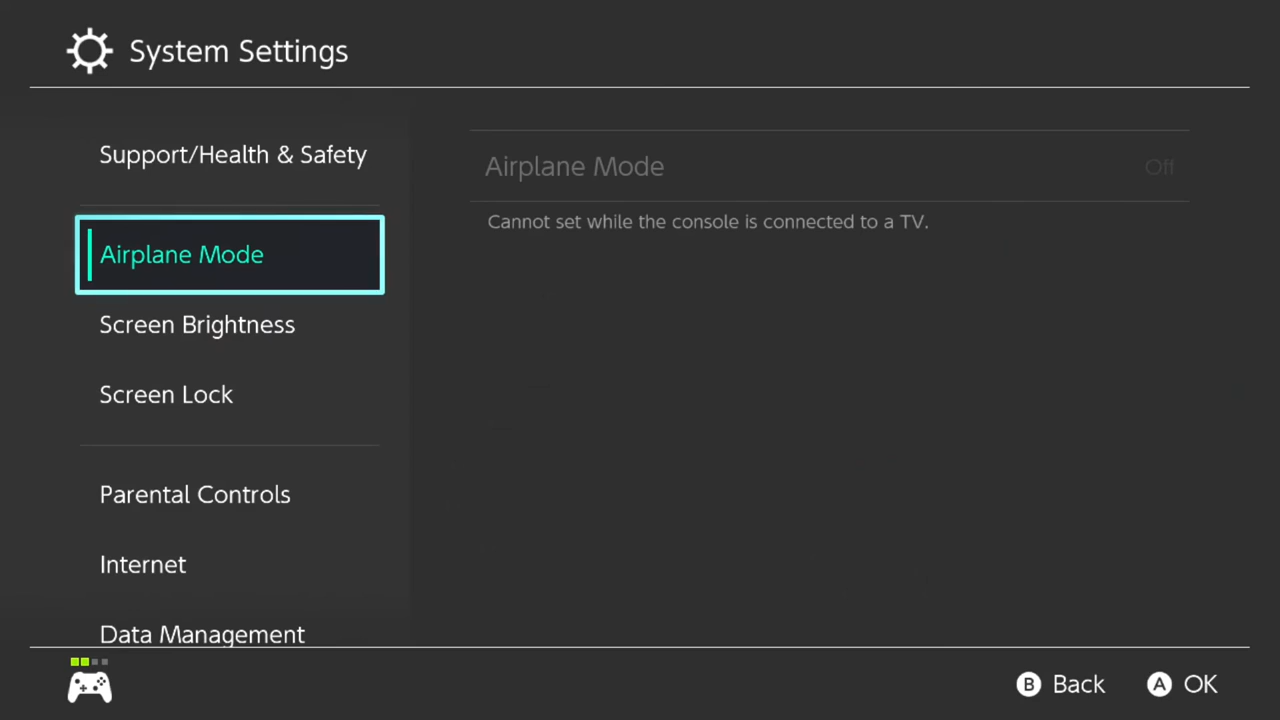 System Settings
Support/Health & Safety
Airplane Mode
Screen Brightness
Screen Lock
Parental Controls
Internet
Data Management
Airplane Mode Off
Cannot set while the console is connected to a TV.
B Back A OK